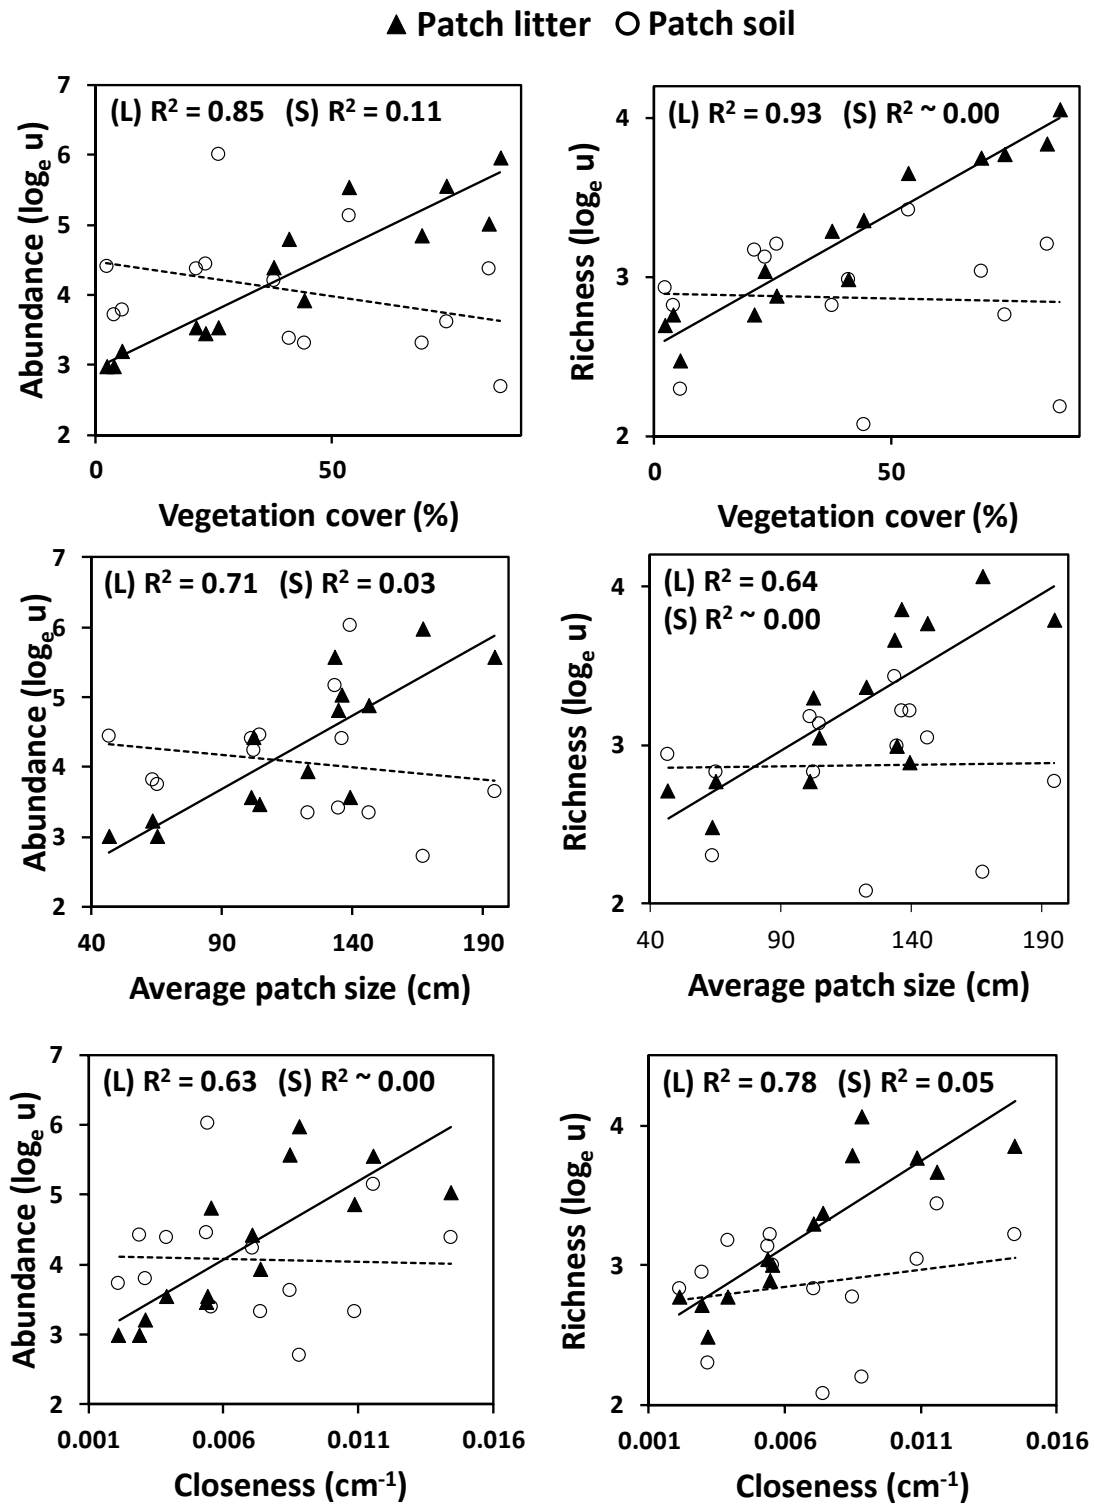 ▲ Patch litter ○ Patch soil
(L) R² = 0.85 (S) R² = 0.11
Abundance (logₑ u)
7
6
5
4
3
2
0 50
Vegetation cover (%)
(L) R² = 0.93 (S) R² ~ 0.00
Richness (logₑ u)
4
3
2
0 50
Vegetation cover (%)
(L) R² = 0.71 (S) R² = 0.03
Abundance (logₑ u)
7
6
5
4
3
2
40 90 140 190
Average patch size (cm)
(L) R² = 0.64
(S) R² ~ 0.00
Richness (logₑ u)
4
3
2
40 90 140 190
Average patch size (cm)
(L) R² = 0.63 (S) R² ~ 0.00
Abundance (logₑ u)
7
6
5
4
3
2
0.001 0.006 0.011 0.016
Closeness (cm⁻¹)
(L) R² = 0.78 (S) R² = 0.05
Richness (logₑ u)
4
3
2
0.001 0.006 0.011 0.016
Closeness (cm⁻¹)